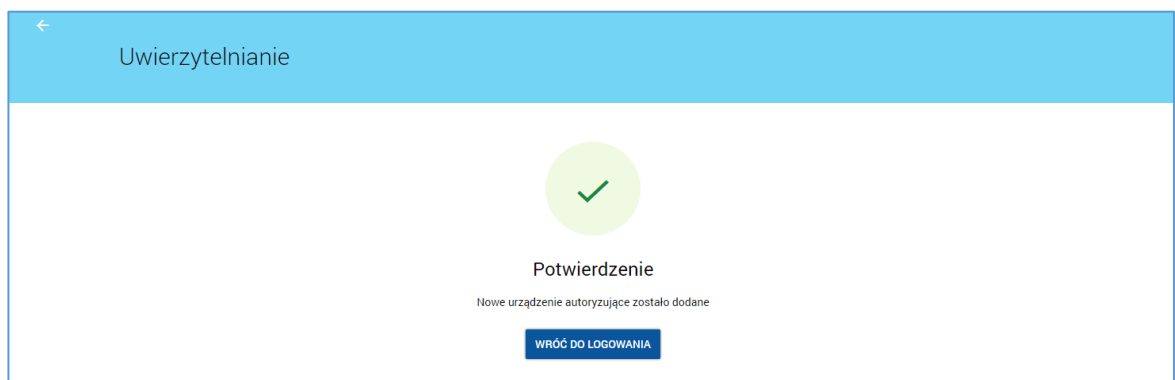 Uwierzytelnianie
Potwierdzenie
Nowe urządzenie autoryzujące zostało dodane
WRÓĆ DO LOGOWANIA